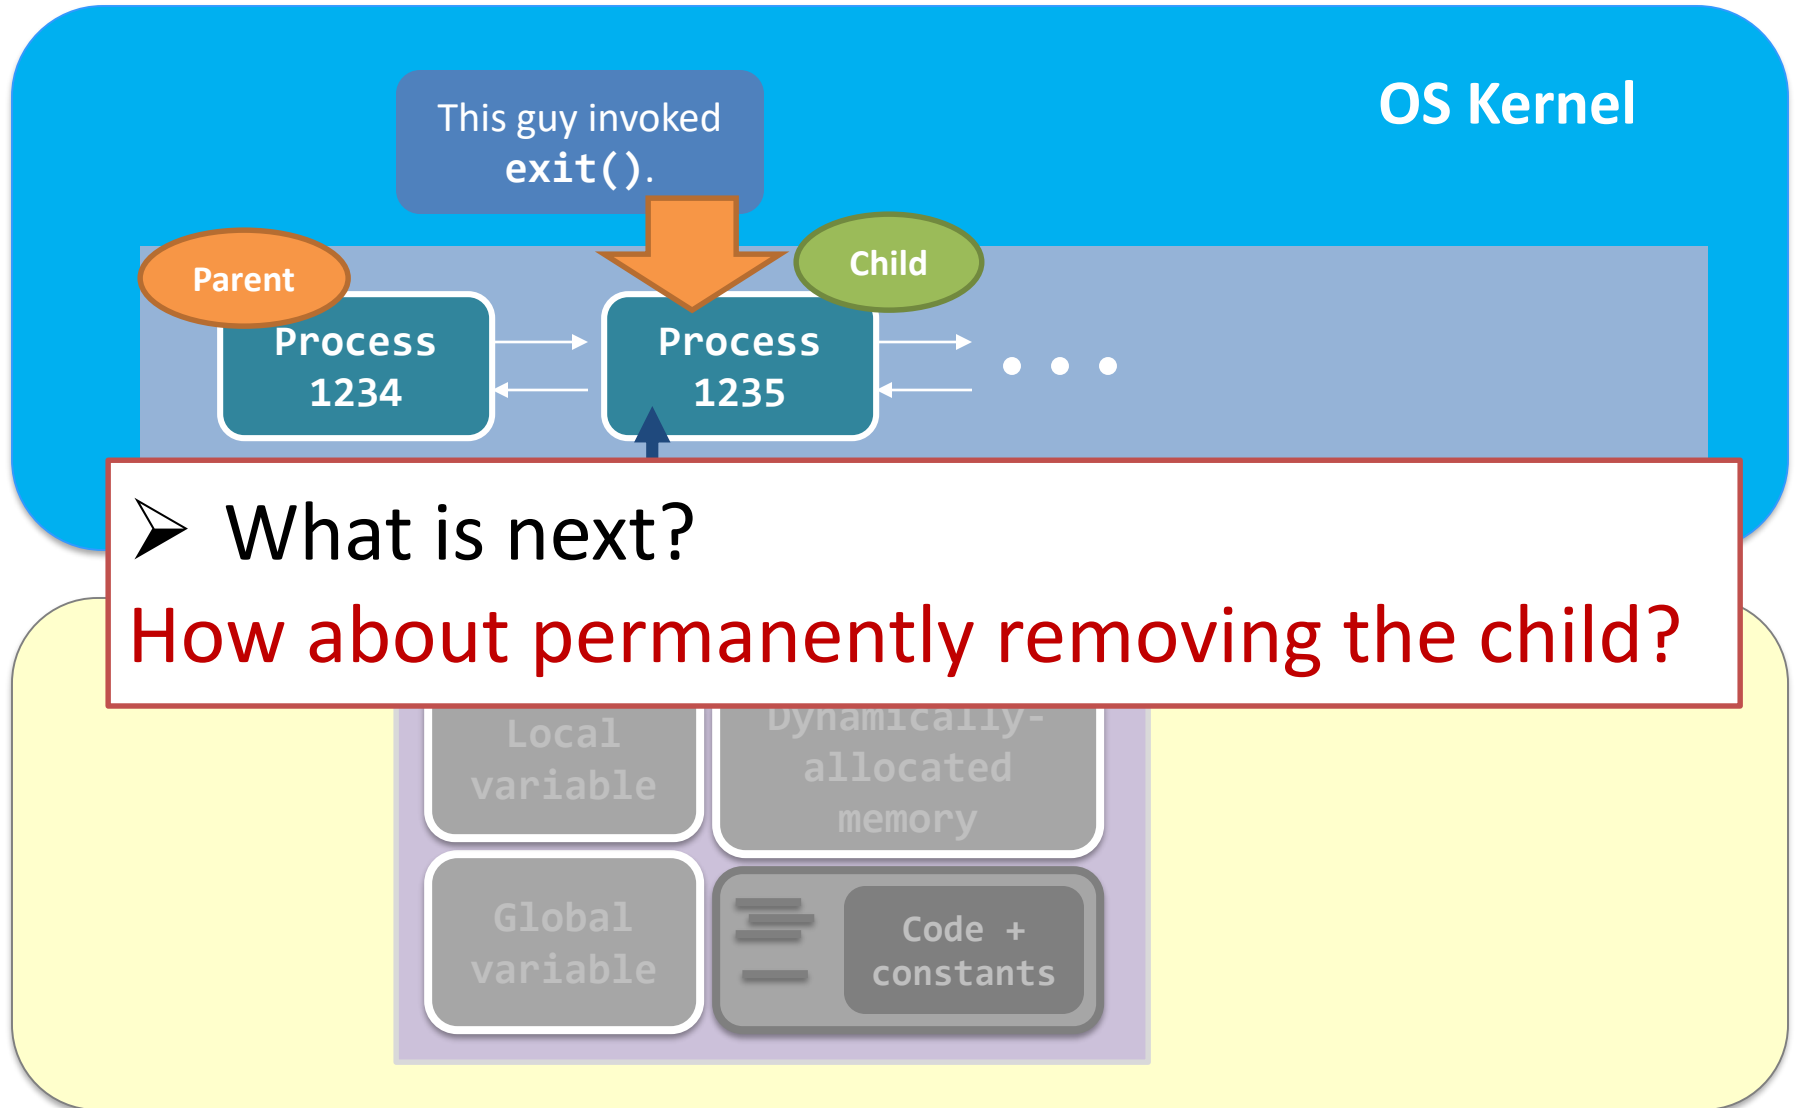 OS Kernel
This guy invoked
exit().
Parent
Child
Process
1234
Process
1235
• • •
➢ What is next?
How about permanently removing the child?
Local
variable
Dynamically-
allocated
memory
Global
variable
Code +
constants